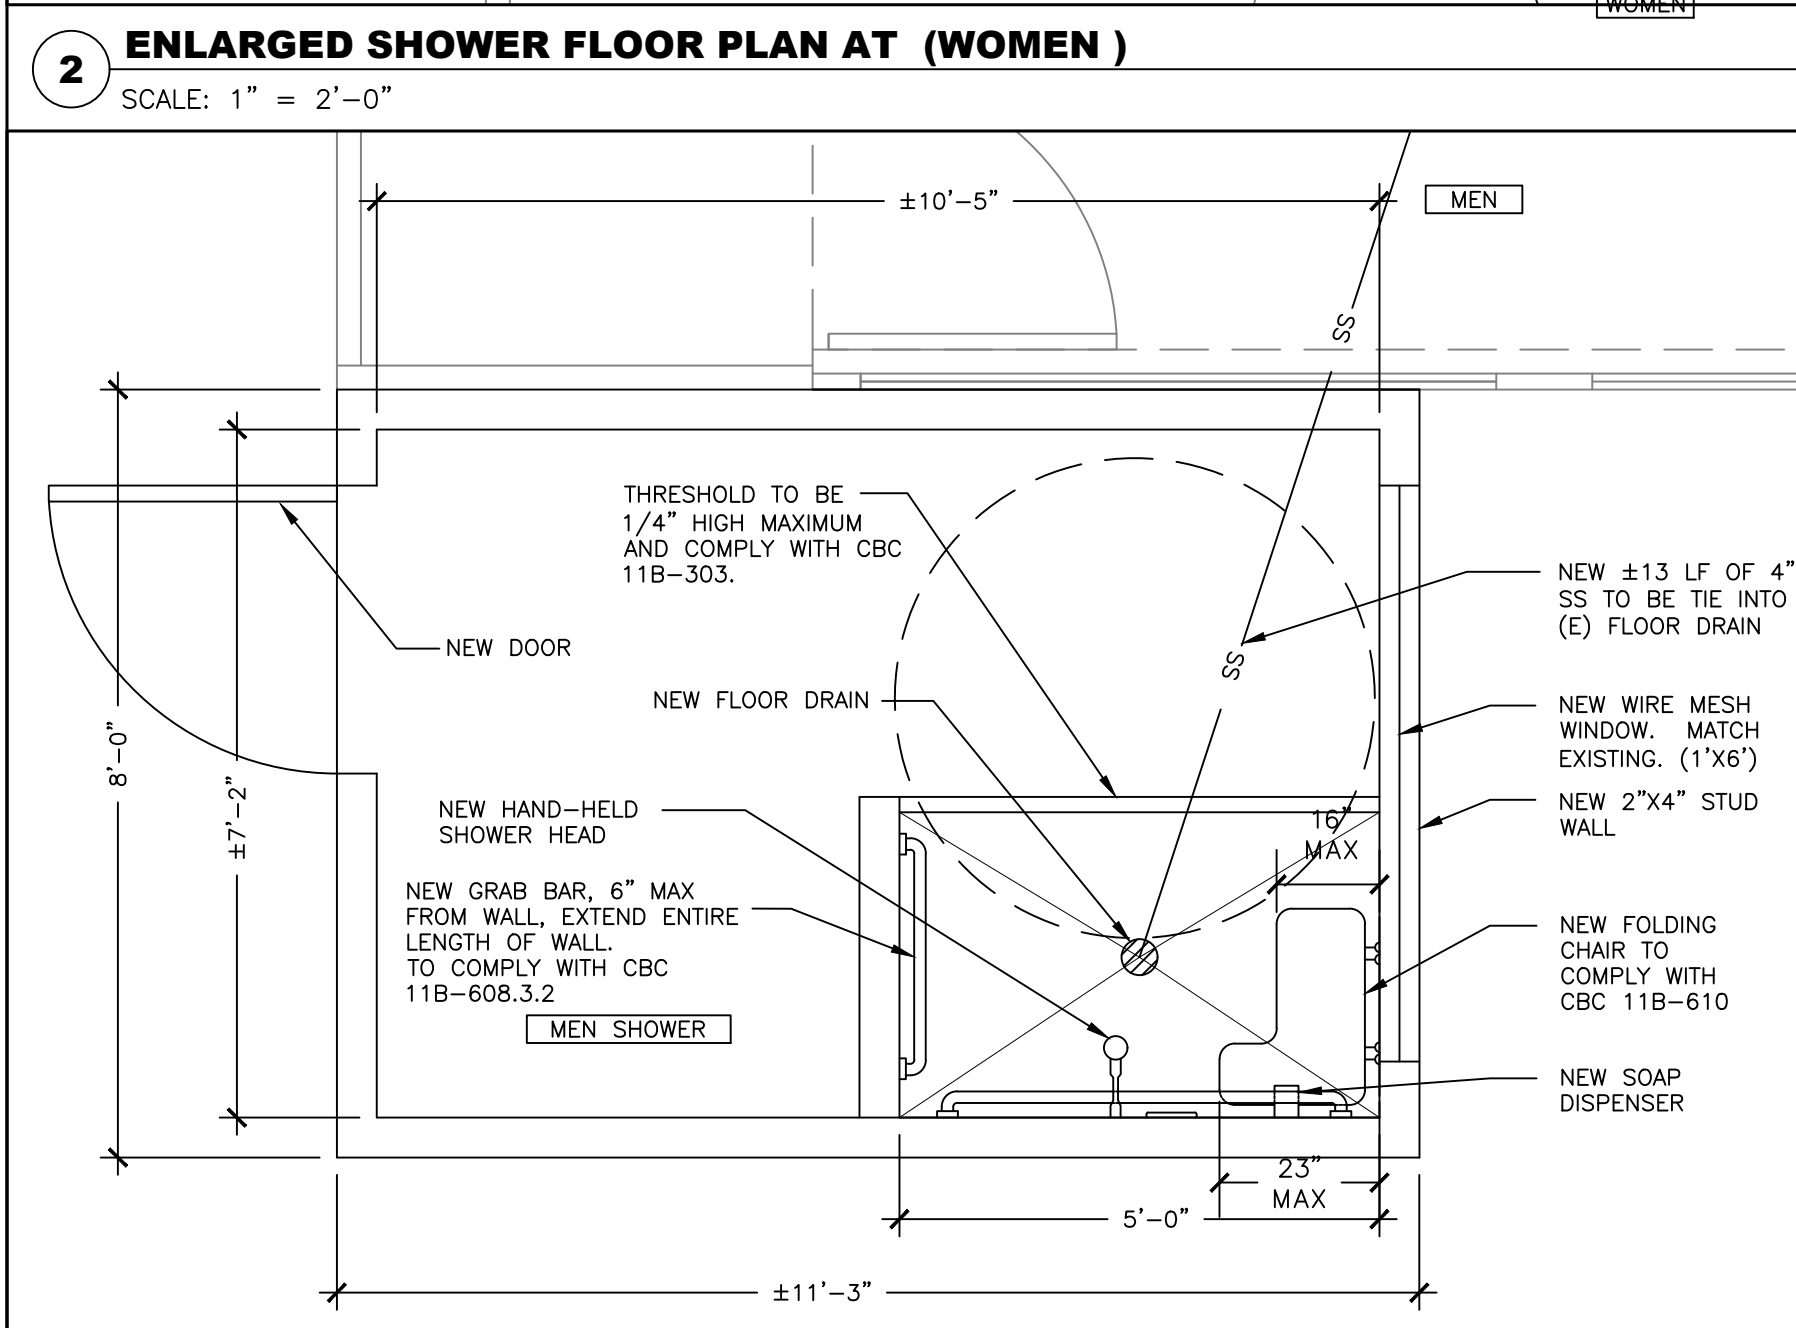 WOMEN
2
ENLARGED SHOWER FLOOR PLAN AT (WOMEN )
SCALE: 1" = 2'-0"
±10'-5"
MEN
SS
THRESHOLD TO BE
1/4" HIGH MAXIMUM
AND COMPLY WITH CBC
11B-303.
NEW ±13 LF OF 4"
SS TO BE TIE INTO
(E) FLOOR DRAIN
NEW DOOR
SS
NEW FLOOR DRAIN
NEW WIRE MESH
WINDOW. MATCH
EXISTING. (1'X6')
8'-0"
±7'-2"
NEW HAND-HELD
SHOWER HEAD
16"
MAX
NEW 2"X4" STUD
WALL
NEW GRAB BAR, 6" MAX
FROM WALL, EXTEND ENTIRE
LENGTH OF WALL.
TO COMPLY WITH CBC
11B-608.3.2
NEW FOLDING
CHAIR TO
COMPLY WITH
CBC 11B-610
MEN SHOWER
NEW SOAP
DISPENSER
23"
MAX
5'-0"
±11'-3"